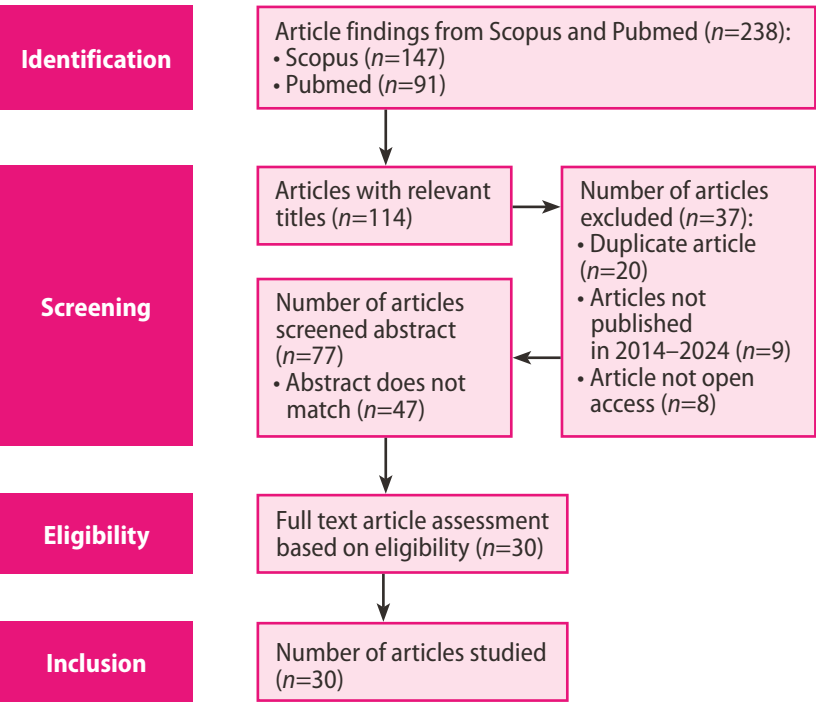 Identification
Article findings from Scopus and Pubmed (n=238):
• Scopus (n=147)
• Pubmed (n=91)
Screening
Articles with relevant
titles (n=114)
Number of articles
excluded (n=37):
• Duplicate article
(n=20)
• Articles not
published
in 2014–2024 (n=9)
• Article not open
access (n=8)
Number of articles
screened abstract
(n=77)
• Abstract does not
match (n=47)
Eligibility
Full text article assessment
based on eligibility (n=30)
Inclusion
Number of articles studied
(n=30)